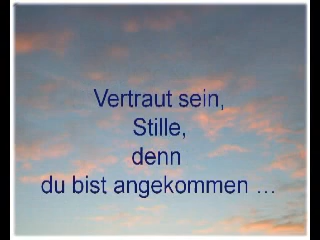 Vertraut sein,
Stille,
denn
du bist angekommen ...